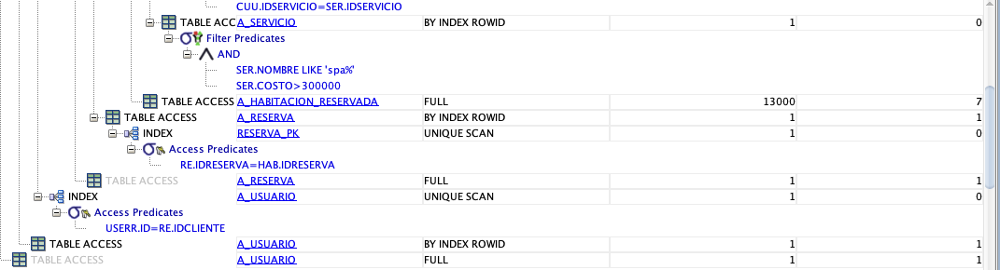 CUU.IDSERVICIO=SER.IDSERVICIO
TABLE ACC A_SERVICIO BY INDEX ROWID 1 0
Filter Predicates
AND
SER.NOMBRE LIKE 'spa%'
SER.COSTO>300000
TABLE ACCESS A_HABITACION_RESERVADA FULL 13000 7
TABLE ACCESS A_RESERVA BY INDEX ROWID 1 1
INDEX RESERVA_PK UNIQUE SCAN 1 0
Access Predicates
RE.IDRESERVA=HAB.IDRESERVA
TABLE ACCESS A_RESERVA FULL 1 1
INDEX A_USUARIO UNIQUE SCAN 1 0
Access Predicates
USERR.ID=RE.IDCLIENTE
TABLE ACCESS A_USUARIO BY INDEX ROWID 1 1
TABLE ACCESS A_USUARIO FULL 1 1